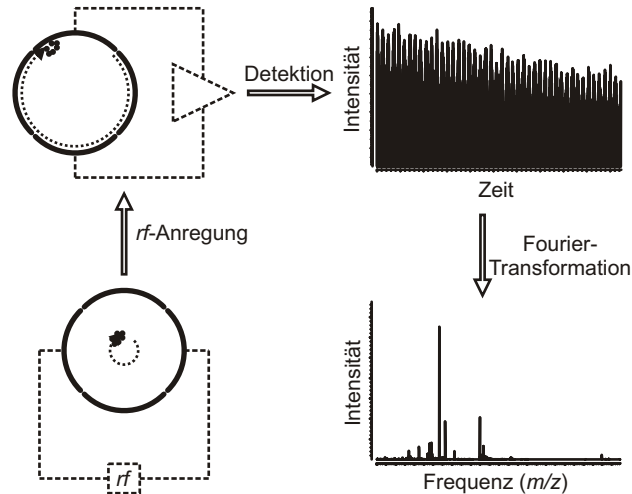 Detektion
Intensität
Zeit
rf-Anregung
Fourier-
Transformation
rf
Intensität
Frequenz (m/z)